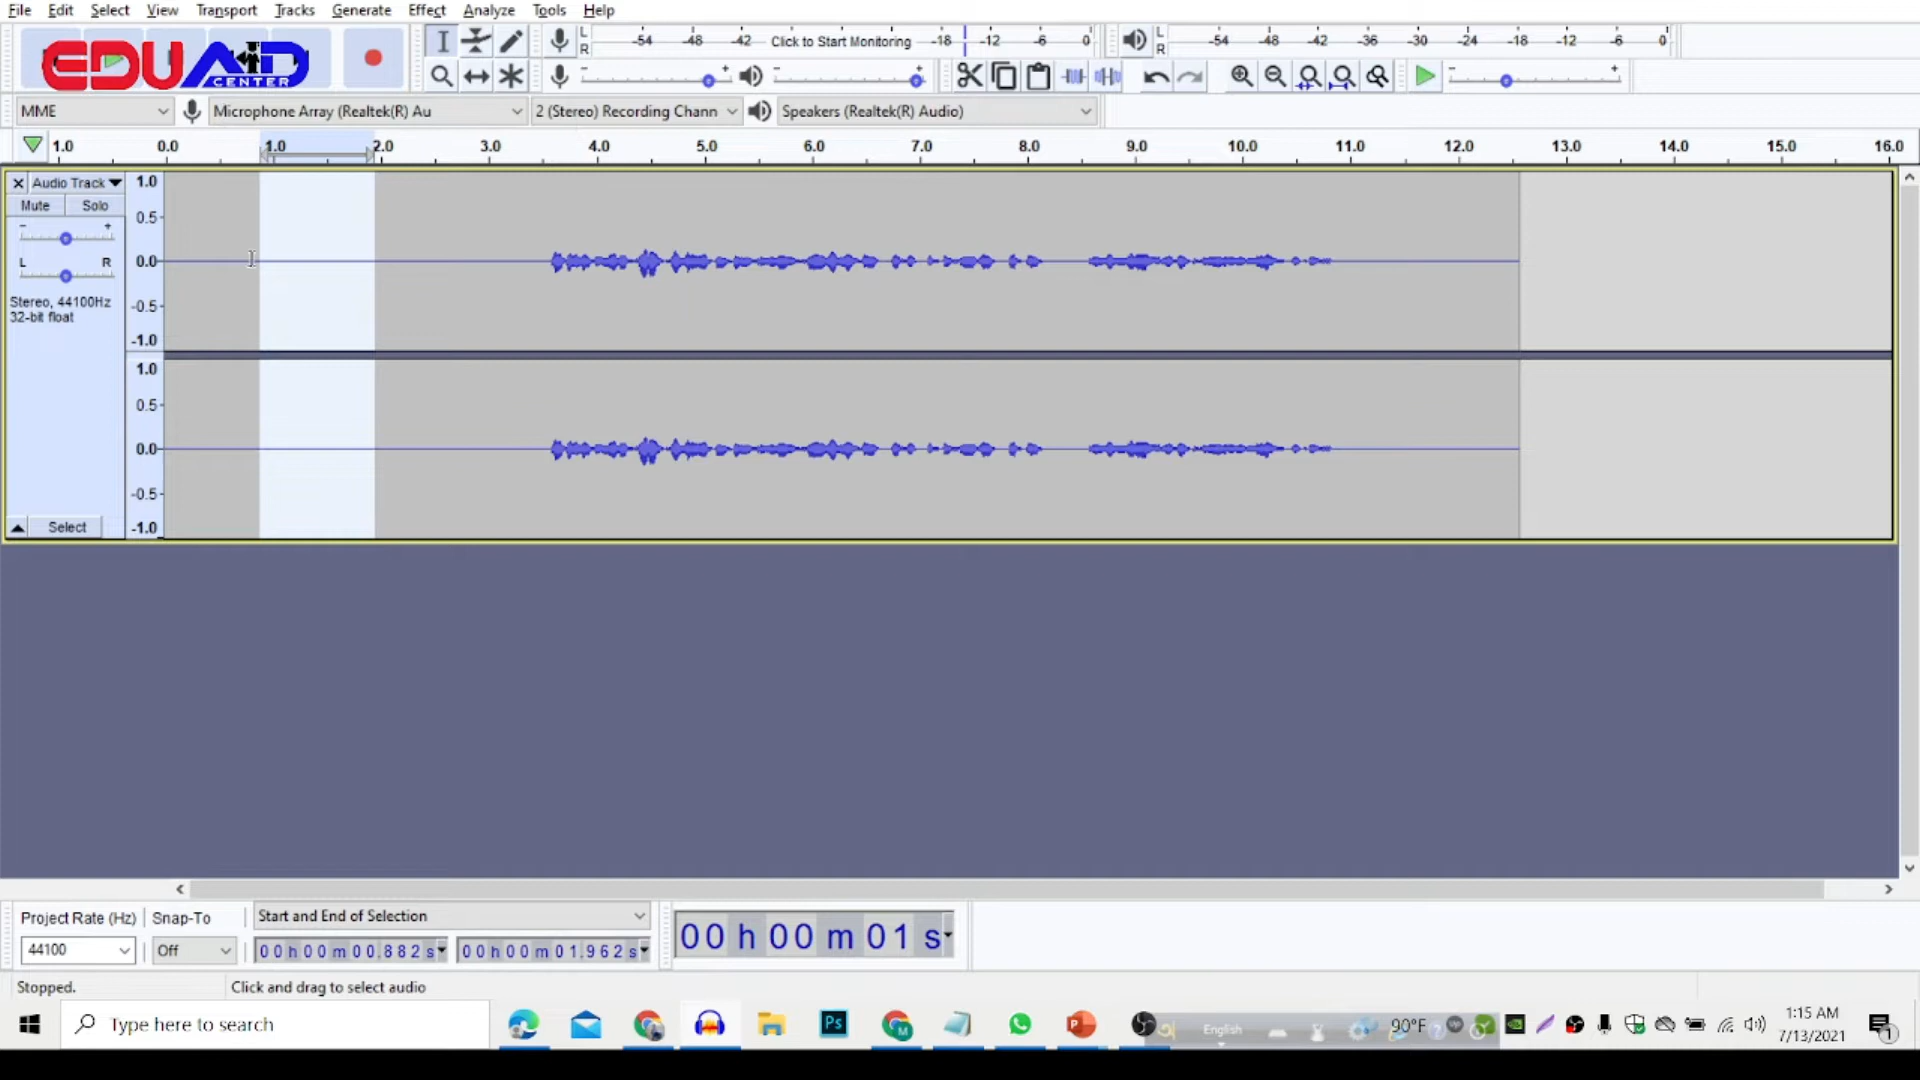 File Edit Select View Transport Tracks Generate Effect Analyze Tools Help
EDUAID
CENTER
L
R
-54 -48 -42 Click to Start Monitoring -18 -12 -6 0
L
R
-54 -48 -42 -36 -30 -24 -18 -12 -6 0
MME
Microphone Array (Realtek(R) Au
2 (Stereo) Recording Chann
Speakers (Realtek(R) Audio)
1.0 0.0 1.0 2.0 3.0 4.0 5.0 6.0 7.0 8.0 9.0 10.0 11.0 12.0 13.0 14.0 15.0 16.0
X Audio Track
Mute Solo
- +
L R
Stereo, 44100Hz
32-bit float
Select
1.0
0.5
0.0
-0.5
-1.0
1.0
0.5
0.0
-0.5
-1.0
Project Rate (Hz) Snap-To
Start and End of Selection
44100
Off
00 h 00 m 00.882 s
00 h 00 m 01.962 s
00 h 00 m 01 s
Stopped.
Click and drag to select audio
Type here to search
Ps
M
P
English
90°F
1:15 AM
7/13/2021
1